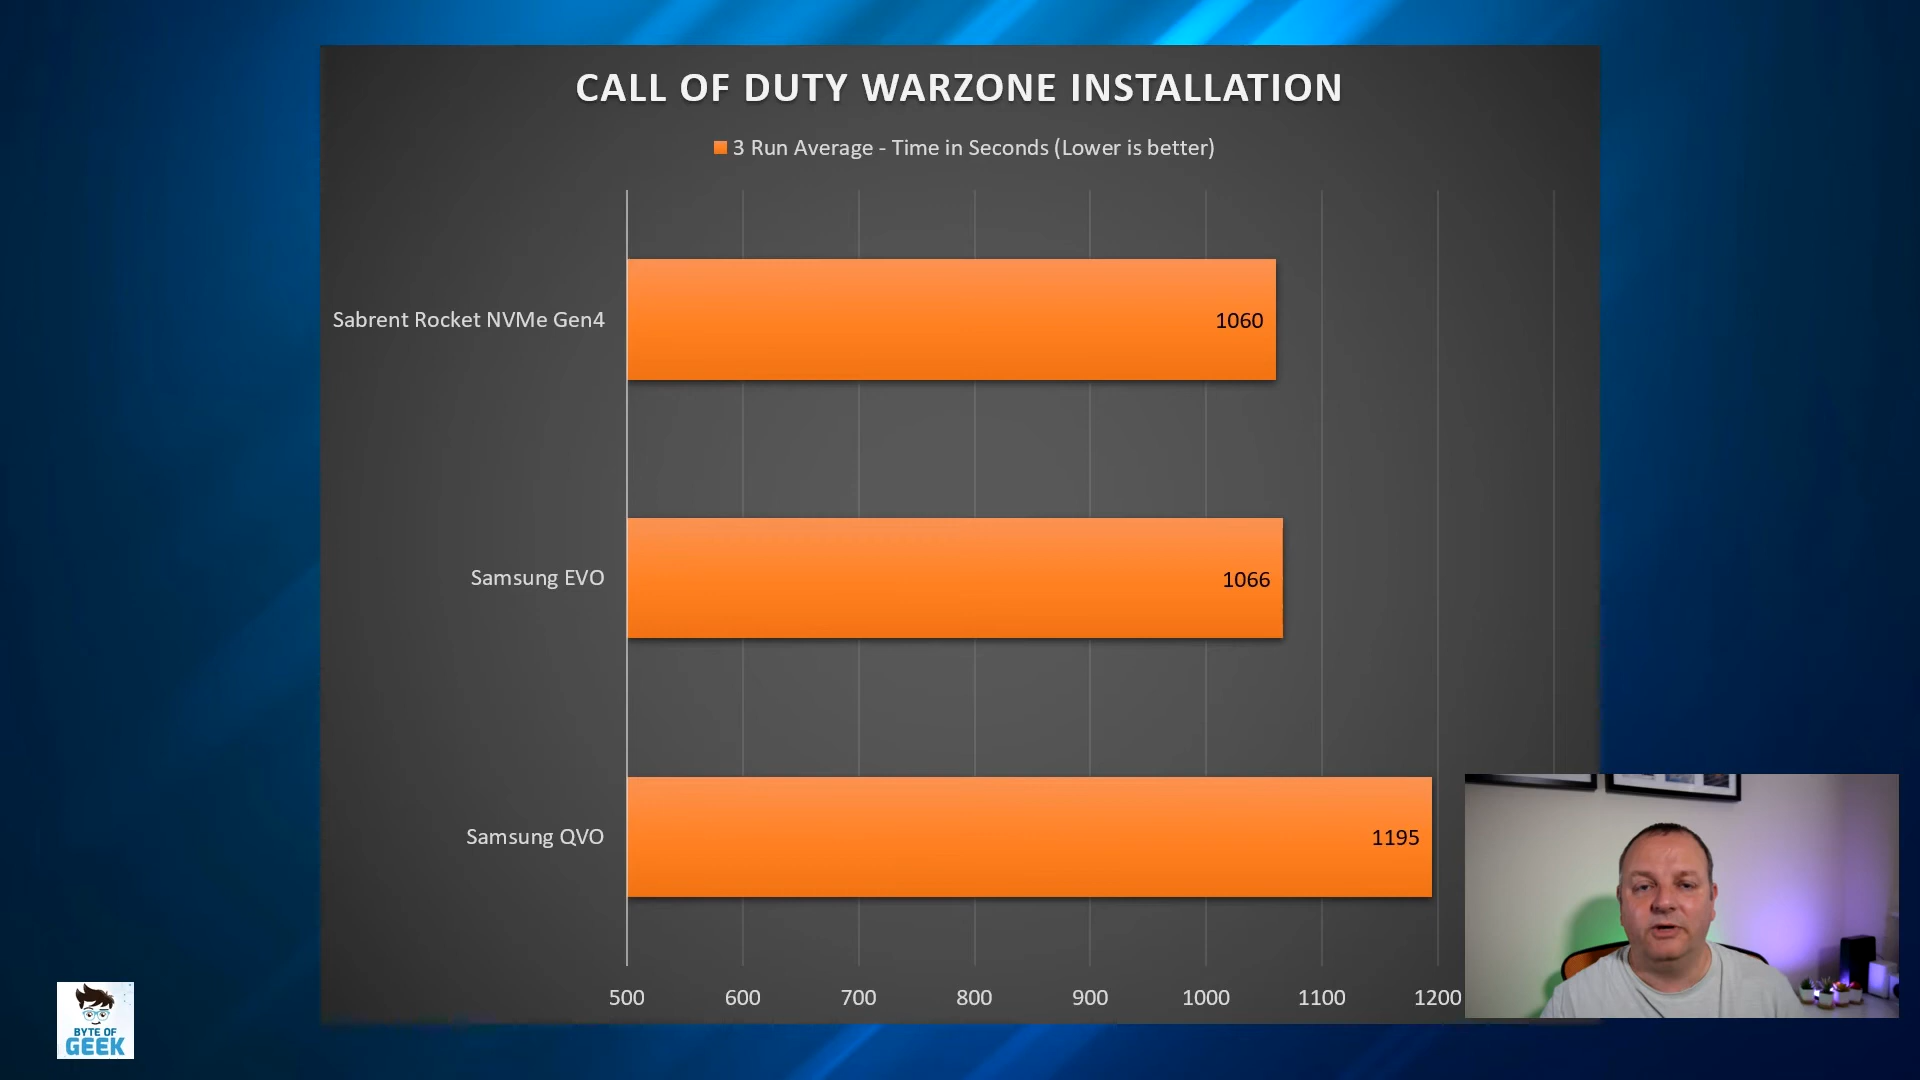 CALL OF DUTY WARZONE INSTALLATION
3 Run Average - Time in Seconds (Lower is better)
Sabrent Rocket NVMe Gen4
1060
Samsung EVO
1066
Samsung QVO
1195
500 600 700 800 900 1000 1100 1200
BYTE OF
GEEK